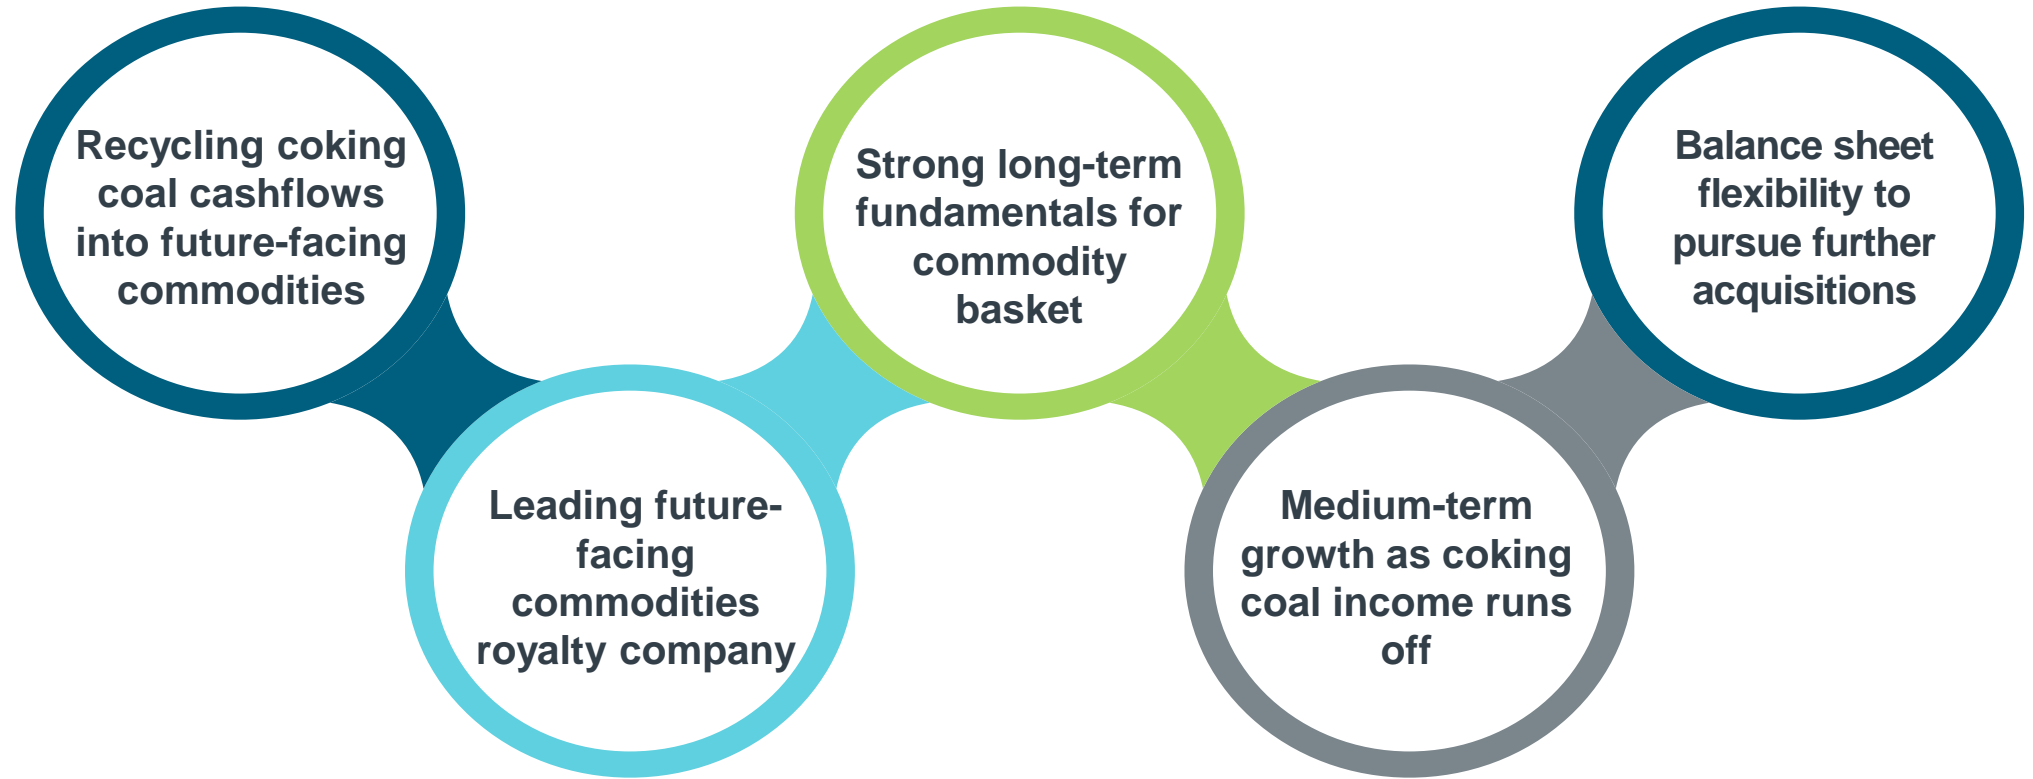 Recycling coking
coal cashflows
into future-facing
commodities
Leading future-
facing
commodities
royalty company
Strong long-term
fundamentals for
commodity
basket
Medium-term
growth as coking
coal income runs
off
Balance sheet
flexibility to
pursue further
acquisitions